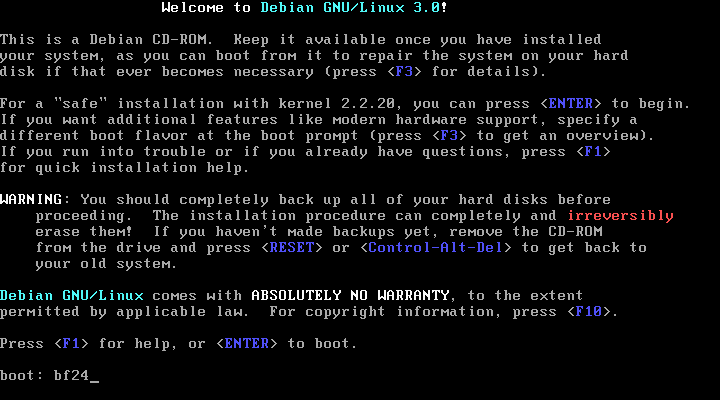 Welcome to Debian GNU/Linux 3.0!
This is a Debian CD-ROM.  Keep it available once you have installed
your system, as you can boot from it to repair the system on your hard
disk if that ever becomes necessary (press <F3> for details).
For a "safe" installation with kernel 2.2.20, you can press <ENTER> to begin.
If you want additional features like modern hardware support, specify a
different boot flavor at the boot prompt (press <F3> to get an overview).
If you run into trouble or if you already have questions, press <F1>
for quick installation help.
WARNING: You should completely back up all of your hard disks before
proceeding.  The installation procedure can completely and irreversibly
erase them!  If you haven't made backups yet, remove the CD-ROM
from the drive and press <RESET> or <Control-Alt-Del> to get back to
your old system.
Debian GNU/Linux comes with ABSOLUTELY NO WARRANTY, to the extent
permitted by applicable law.  For copyright information, press <F10>.
Press <F1> for help, or <ENTER> to boot.
boot: bf24_